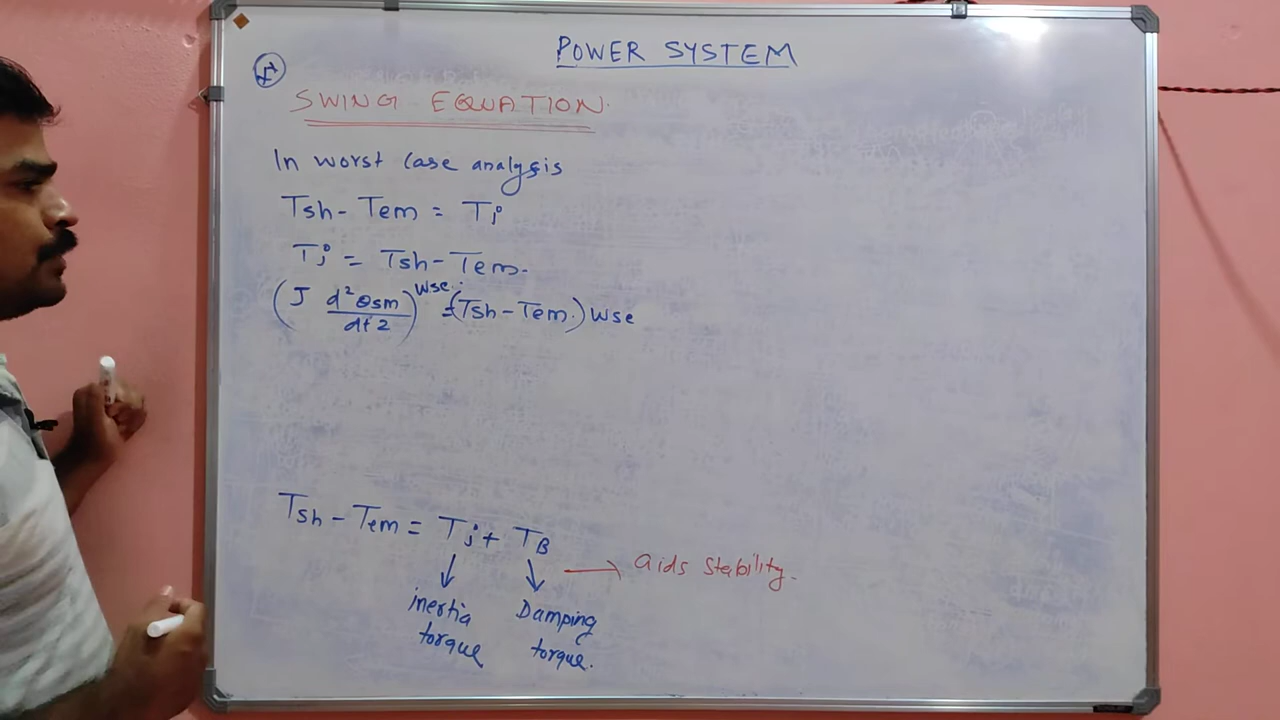 POWER SYSTEM
SWING EQUATION.
In worst case analysis
Tsh - Tem = Tj
Tj = Tsh - Tem.
(J d²θsm/dt2) wse = (Tsh - Tem.) wse
Tsh - Tem = Tj + TB
↓ ↓ → aids stability.
inertia Damping
torque torque.